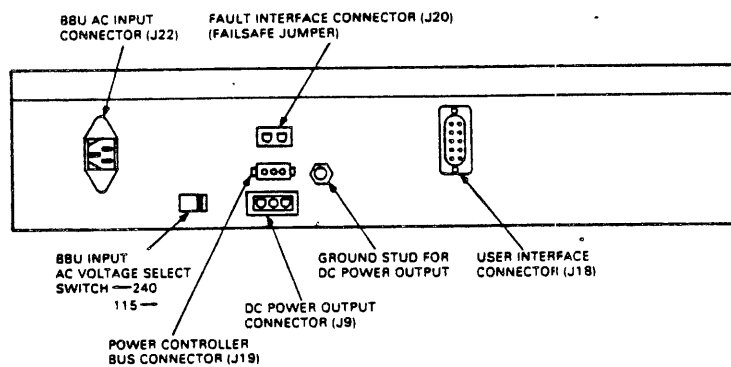 BBU AC INPUT
CONNECTOR (J22)
FAULT INTERFACE CONNECTOR (J20)
(FAILSAFE JUMPER)
BBU INPUT
AC VOLTAGE SELECT
SWITCH —240
115—
GROUND STUD FOR
DC POWER OUTPUT
USER INTERFACE
CONNECTOR (J18)
DC POWER OUTPUT
CONNECTOR (J9)
POWER CONTROLLER
BUS CONNECTOR (J19)